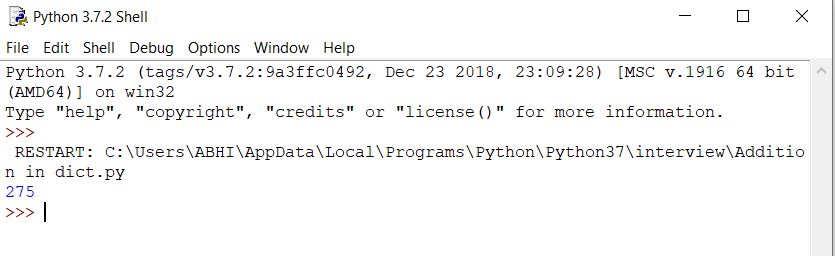 Python 3.7.2 Shell
File Edit Shell Debug Options Window Help
Python 3.7.2 (tags/v3.7.2:9a3ffc0492, Dec 23 2018, 23:09:28) [MSC v.1916 64 bit
(AMD64)] on win32
Type "help", "copyright", "credits" or "license()" for more information.
>>>
 RESTART: C:\Users\ABHI\AppData\Local\Programs\Python\Python37\interview\Additio
n in dict.py
275
>>>